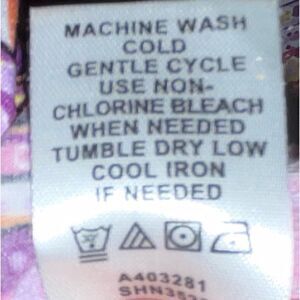 MACHINE WASH
COLD
GENTLE CYCLE
USE NON-
CHLORINE BLEACH
WHEN NEEDED
TUMBLE DRY LOW
COOL IRON
IF NEEDED
A403281